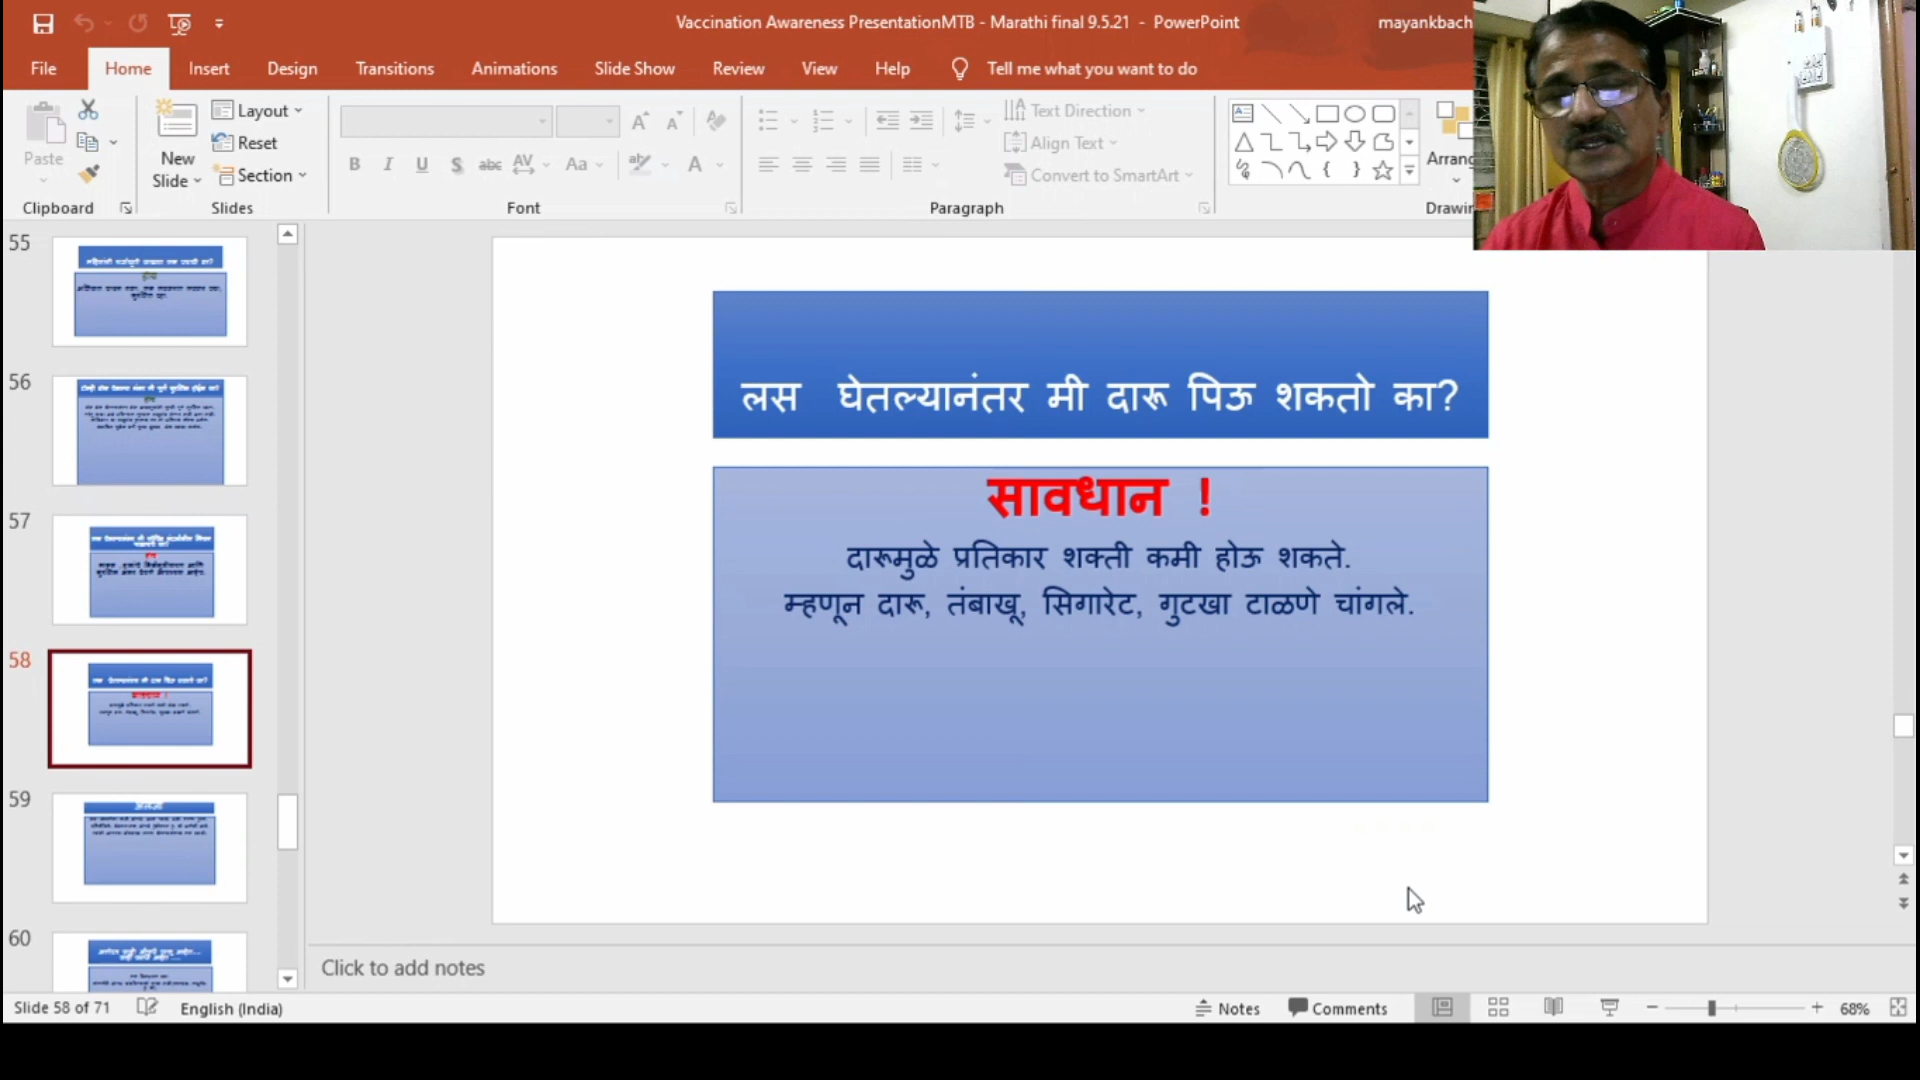 Vaccination Awareness PresentationMTB - Marathi final 9.5.21 - PowerPoint
mayankbach
File Home Insert Design Transitions Animations Slide Show Review View Help Tell me what you want to do
Paste
New Slide
Layout
Reset
Section
B I U S abc AV Aa A
Text Direction
Align Text
Convert to SmartArt
Arrang
Clipboard
Slides
Font
Paragraph
Drawin
55
56
57
58
59
60
लस घेतल्यानंतर मी दारू पिऊ शकतो का?
सावधान !
दारूमुळे प्रतिकार शक्ती कमी होऊ शकते.
म्हणून दारू, तंबाखू, सिगारेट, गुटखा टाळणे चांगले.
Click to add notes
Slide 58 of 71 English (India) Notes Comments 68%